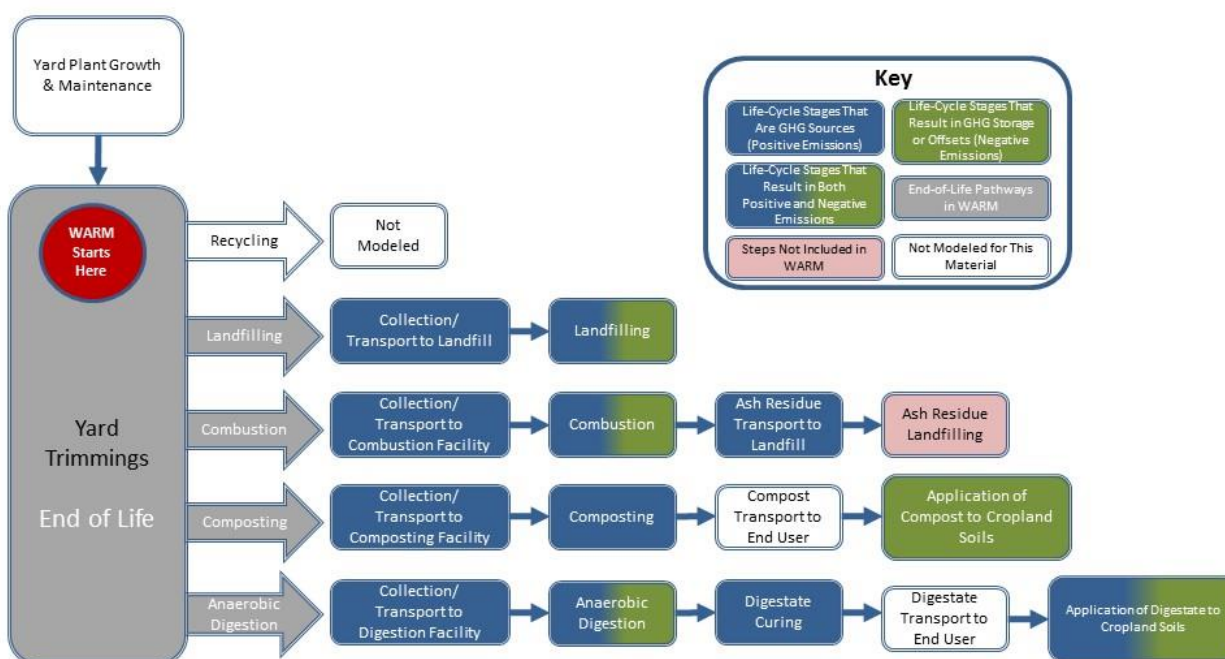 Yard Plant Growth
& Maintenance
Key
Life-Cycle Stages That
Are GHG Sources
(Positive Emissions)
Life-Cycle Stages That
Result in GHG Storage
or Offsets (Negative
Emissions)
Life-Cycle Stages That
Result in Both
Positive and Negative
Emissions
End-of-Life Pathways
in WARM
Steps Not Included in
WARM
Not Modeled for This
Material
WARM
Starts
Here
Yard
Trimmings
End of Life
Recycling
Not
Modeled
Landfilling
Collection/
Transport to Landfill
Landfilling
Combustion
Collection/
Transport to
Combustion Facility
Combustion
Ash Residue
Transport to
Landfill
Ash Residue
Landfilling
Composting
Collection/
Transport to
Composting Facility
Composting
Compost
Transport to
End User
Application of
Compost to Cropland
Soils
Anaerobic
Digestion
Collection/
Transport to
Digestion Facility
Anaerobic
Digestion
Digestate
Curing
Digestate
Transport to
End User
Application of Digestate to
Cropland Soils